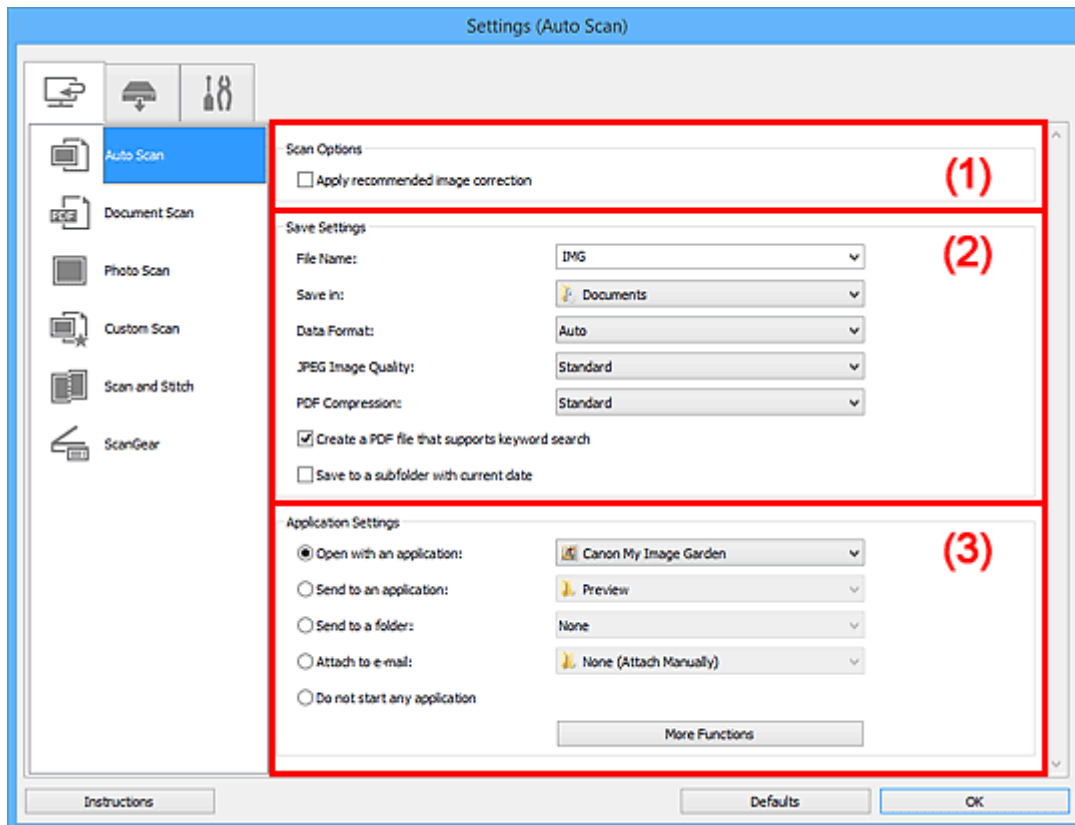 Settings (Auto Scan)
Auto Scan
Document Scan
PDF
Photo Scan
Custom Scan
Scan and Stitch
ScanGear
Scan Options
Apply recommended image correction
(1)
Save Settings
(2)
File Name: IMG
Save in: Documents
Data Format: Auto
JPEG Image Quality: Standard
PDF Compression: Standard
Create a PDF file that supports keyword search
Save to a subfolder with current date
Application Settings
(3)
Open with an application: Canon My Image Garden
Send to an application: Preview
Send to a folder: None
Attach to e-mail: None (Attach Manually)
Do not start any application
More Functions
Instructions Defaults OK